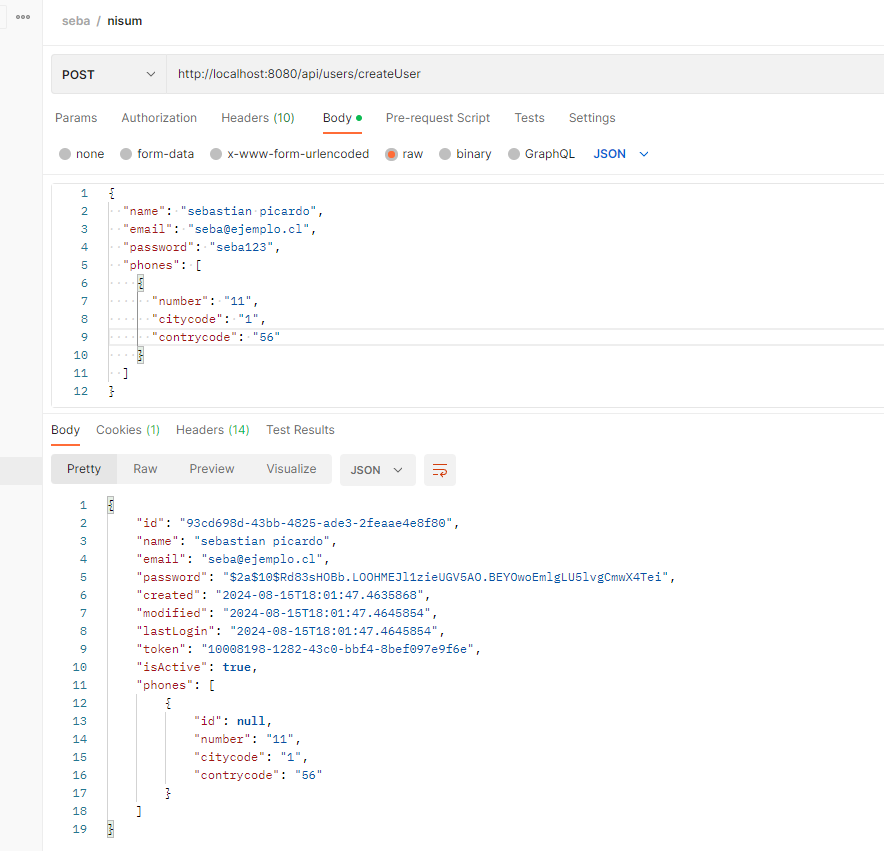 seba / nisum
POST http://localhost:8080/api/users/createUser
Params Authorization Headers (10) Body Pre-request Script Tests Settings
none form-data x-www-form-urlencoded raw binary GraphQL JSON
1 {
2 "name": "sebastian picardo",
3 "email": "seba@ejemplo.cl",
4 "password": "seba123",
5 "phones": [
6 {
7 "number": "11",
8 "citycode": "1",
9 "contrycode": "56"
10 }
11 ]
12 }
Body Cookies (1) Headers (14) Test Results
Pretty Raw Preview Visualize JSON
1 {
2 "id": "93cd698d-43bb-4825-ade3-2feaae4e8f80",
3 "name": "sebastian picardo",
4 "email": "seba@ejemplo.cl",
5 "password": "$2a$10$Rd83sHOBb.LOOHMEJl1zieUGV5AO.BEYOwoEmlgLU5lvgCmwX4Tei",
6 "created": "2024-08-15T18:01:47.4635868",
7 "modified": "2024-08-15T18:01:47.4645854",
8 "lastLogin": "2024-08-15T18:01:47.4645854",
9 "token": "10008198-1282-43c0-bbf4-8bef097e9f6e",
10 "isActive": true,
11 "phones": [
12 {
13 "id": null,
14 "number": "11",
15 "citycode": "1",
16 "contrycode": "56"
17 }
18 ]
19 }